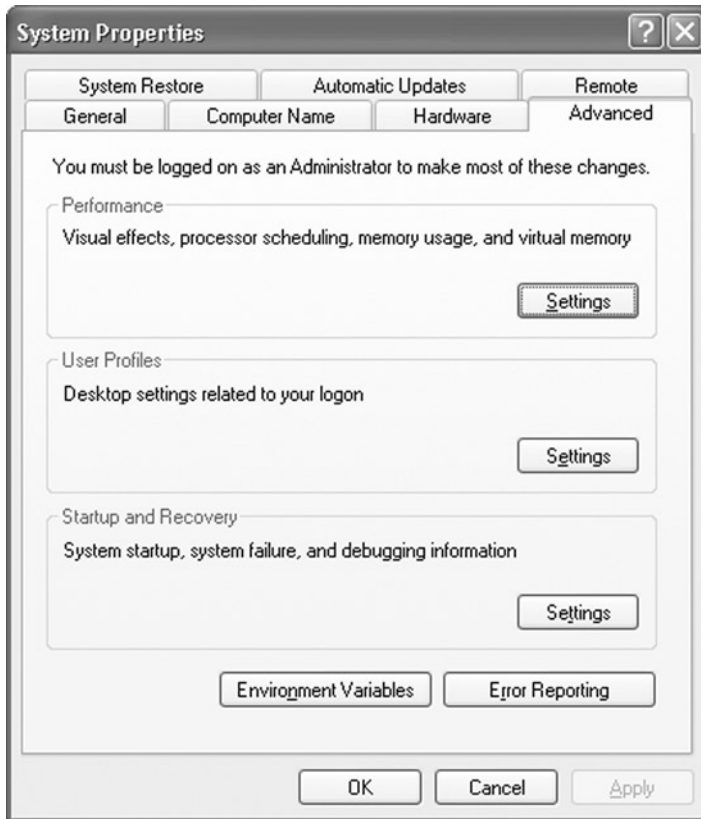 System Properties
System Restore Automatic Updates Remote
General Computer Name Hardware Advanced
You must be logged on as an Administrator to make most of these changes.
Performance
Visual effects, processor scheduling, memory usage, and virtual memory
Settings
User Profiles
Desktop settings related to your logon
Settings
Startup and Recovery
System startup, system failure, and debugging information
Settings
Environment Variables Error Reporting
OK Cancel Apply